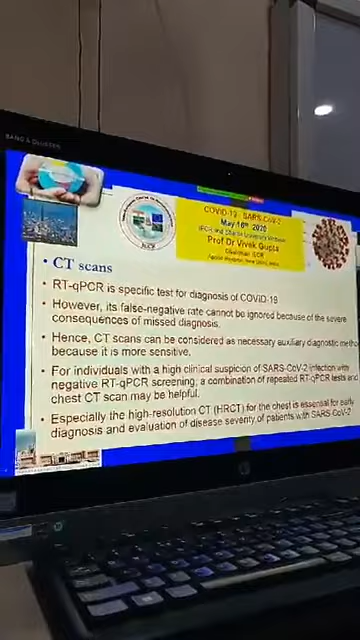 BANG & OLUFSEN
COVID-19 SARS-CoV-2
May 16th 2020
Prof Dr Vivek Gupta
• CT scans
• RT-qPCR is specific test for diagnosis of COVID-19
• However, its false-negative rate cannot be ignored because of the severe
consequences of missed diagnosis.
• Hence, CT scans can be considered as necessary auxiliary diagnostic metho
because it is more sensitive.
• For individuals with a high clinical suspicion of SARS-CoV-2 infection with
negative RT-qPCR screening; a combination of repeated RT-qPCR tests and
chest CT scan may be helpful.
• Especially the high-resolution CT (HRCT) for the chest is essential for early
diagnosis and evaluation of disease severity of patients with SARS-CoV-2